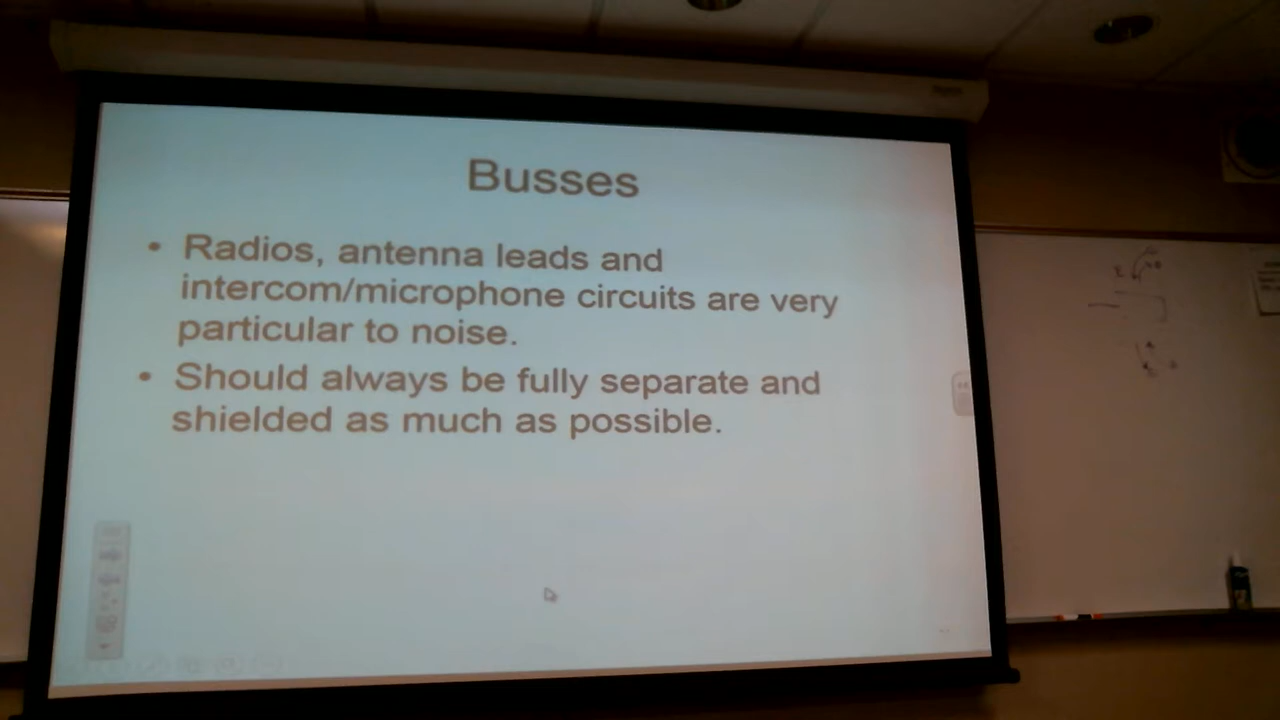 Busses
• Radios, antenna leads and
intercom/microphone circuits are very
particular to noise.
• Should always be fully separate and
shielded as much as possible.